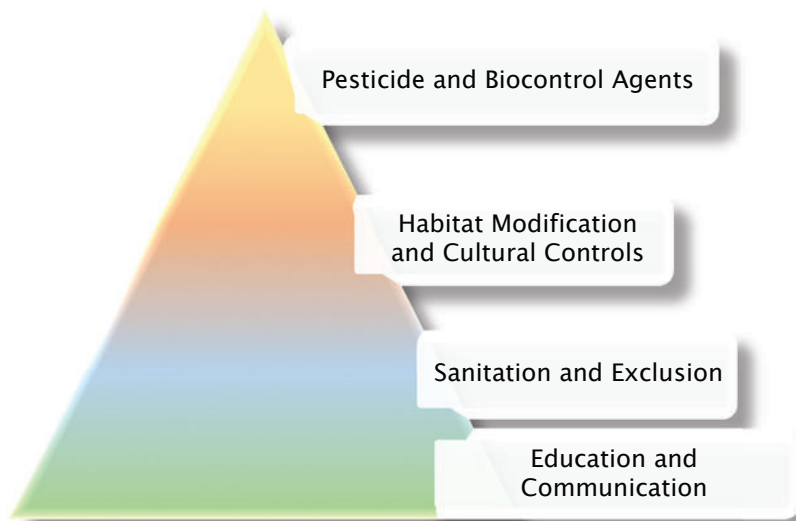 Pesticide and Biocontrol Agents
Habitat Modification
and Cultural Controls
Sanitation and Exclusion
Education and
Communication